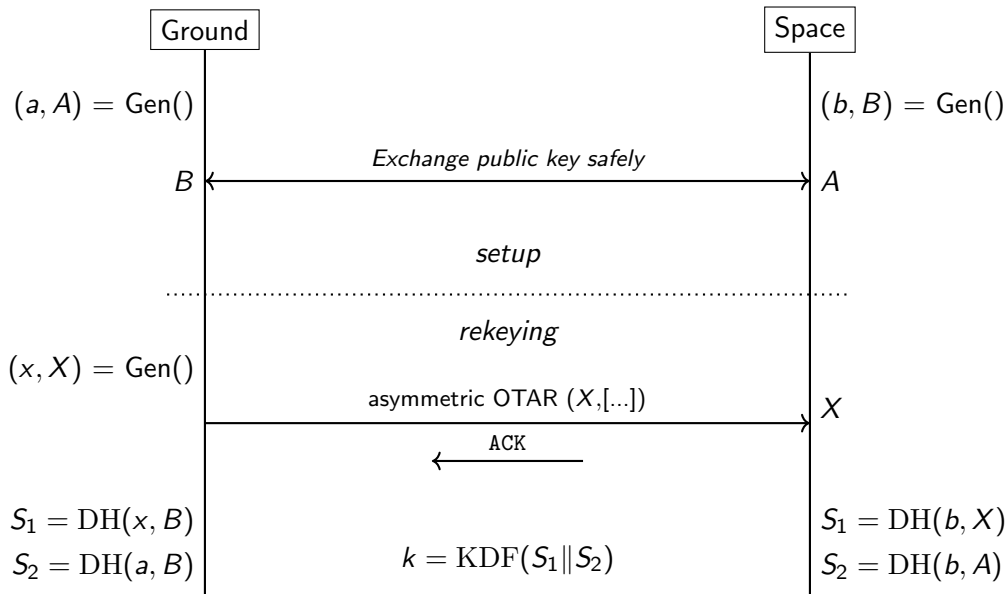 Ground
Space
(a, A) = Gen()
(b, B) = Gen()
Exchange public key safely
B
A
setup
rekeying
(x, X) = Gen()
asymmetric OTAR (X,[...])
X
ACK
S₁ = DH(x, B)
S₁ = DH(b, X)
S₂ = DH(a, B)
k = KDF(S₁∥S₂)
S₂ = DH(b, A)